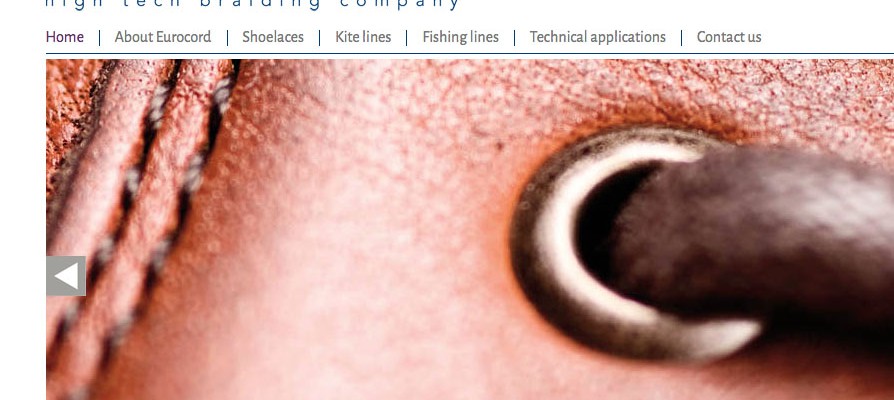 high tech braiding company
Home | About Eurocord | Shoelaces | Kite lines | Fishing lines | Technical applications | Contact us